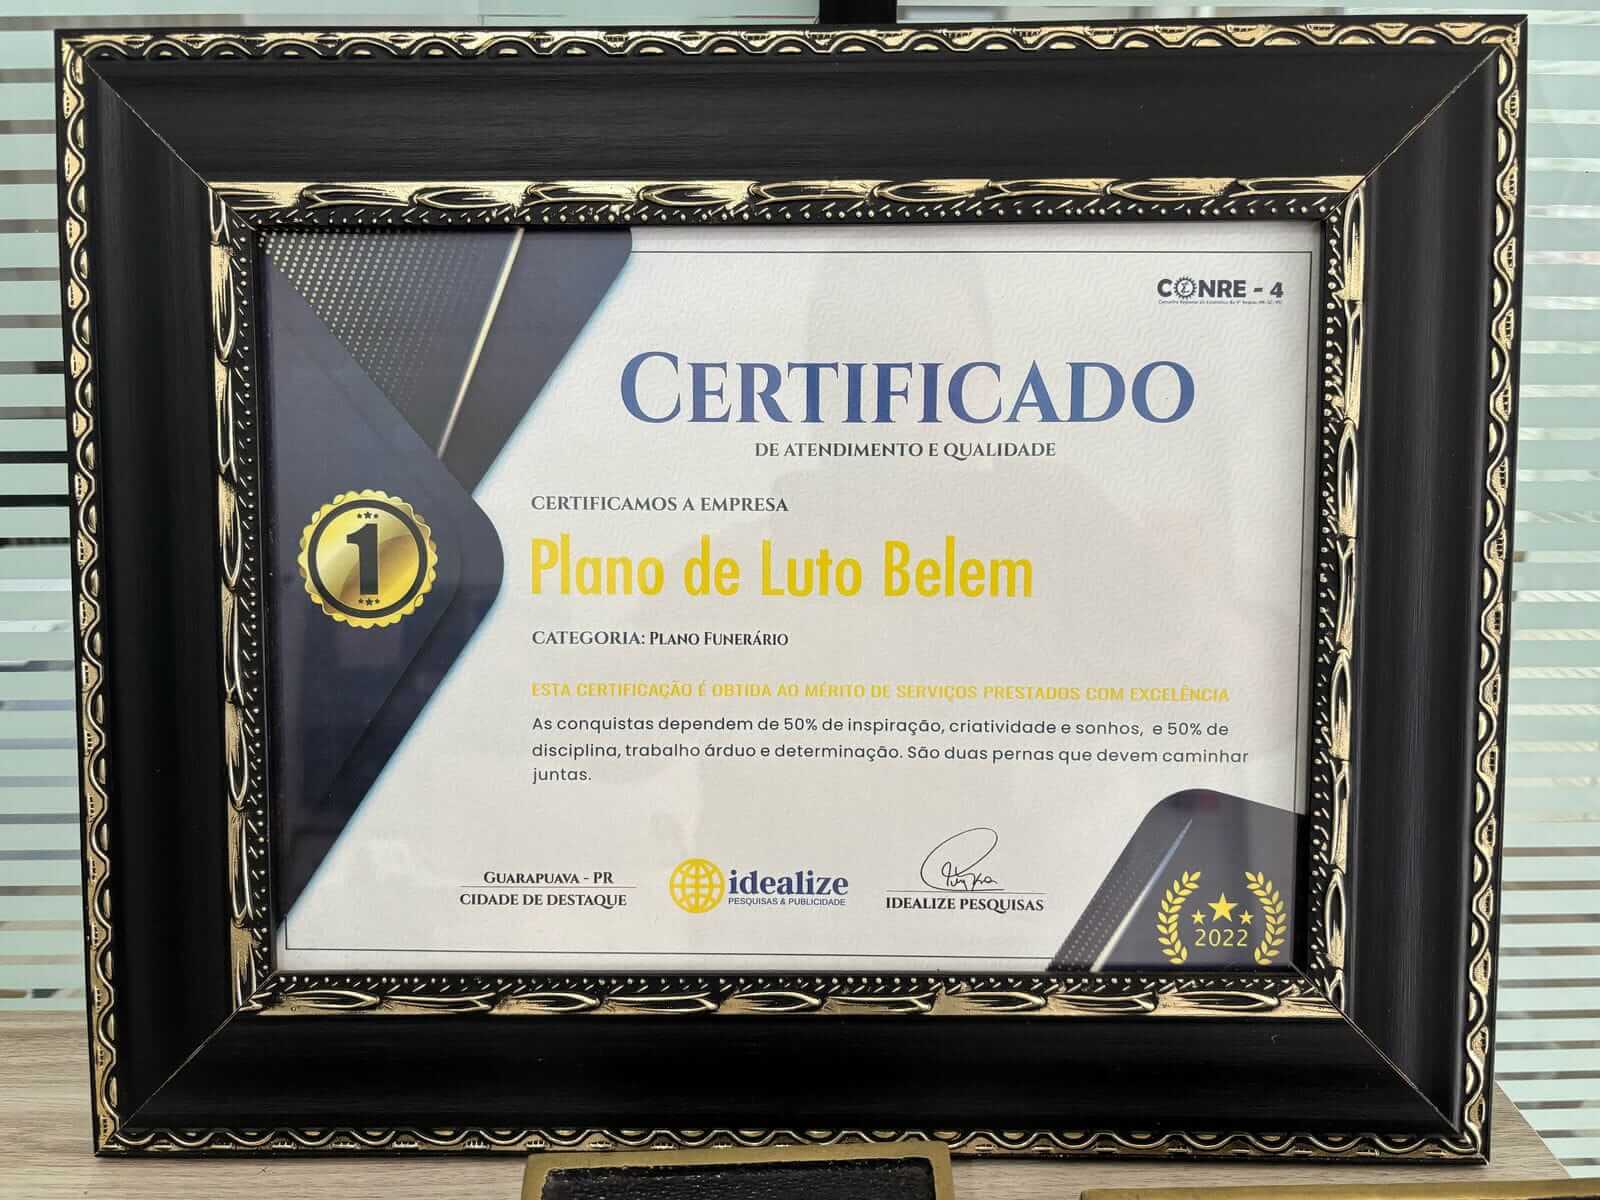 CONRE - 4
CERTIFICADO
DE ATENDIMENTO E QUALIDADE
CERTIFICAMOS A EMPRESA
Plano de Luto Belem
1
CATEGORIA: PLANO FUNERÁRIO
ESTA CERTIFICAÇÃO É OBTIDA AO MÉRITO DE SERVIÇOS PRESTADOS COM EXCELÊNCIA
As conquistas dependem de 50% de inspiração, criatividade e sonhos, e 50% de
disciplina, trabalho árduo e determinação. São duas pernas que devem caminhar
juntas.
GUARAPUAVA - PR
CIDADE DE DESTAQUE
idealize
PESQUISAS & PUBLICIDADE
IDEALIZE PESQUISAS
2022